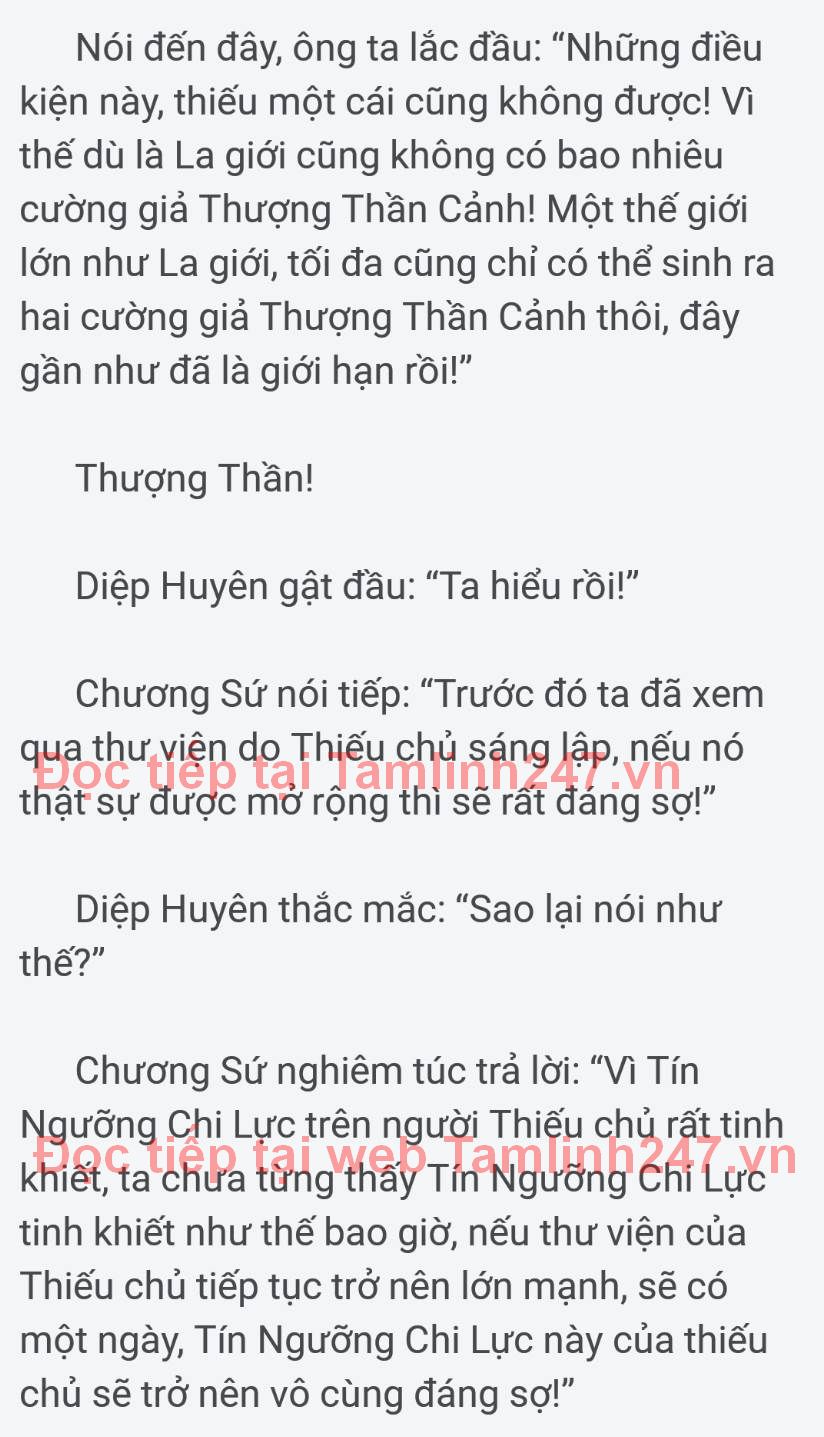 Nói đến đây, ông ta lắc đầu: “Những điều
kiện này, thiếu một cái cũng không được! Vì
thế dù là La giới cũng không có bao nhiêu
cường giả Thượng Thần Cảnh! Một thế giới
lớn như La giới, tối đa cũng chỉ có thể sinh ra
hai cường giả Thượng Thần Cảnh thôi, đây
gần như đã là giới hạn rồi!”
Thượng Thần!
Diệp Huyên gật đầu: “Ta hiểu rồi!”
Chương Sứ nói tiếp: “Trước đó ta đã xem
qua thư viện do Thiếu chủ sáng lập, nếu nó
Đọc tiếp tại Tamlinh247.vn
thật sự được mở rộng thì sẽ rất đáng sợ!”
Diệp Huyên thắc mắc: “Sao lại nói như
thế?”
Chương Sứ nghiêm túc trả lời: “Vì Tín
Ngưỡng Chi Lực trên người Thiếu chủ rất tinh
Đọc tiếp tại web Tamlinh247.vn
khiết, ta chưa từng thấy Tín Ngưỡng Chi Lực
tinh khiết như thế bao giờ, nếu thư viện của
Thiếu chủ tiếp tục trở nên lớn mạnh, sẽ có
một ngày, Tín Ngưỡng Chi Lực này của thiếu
chủ sẽ trở nên vô cùng đáng sợ!”